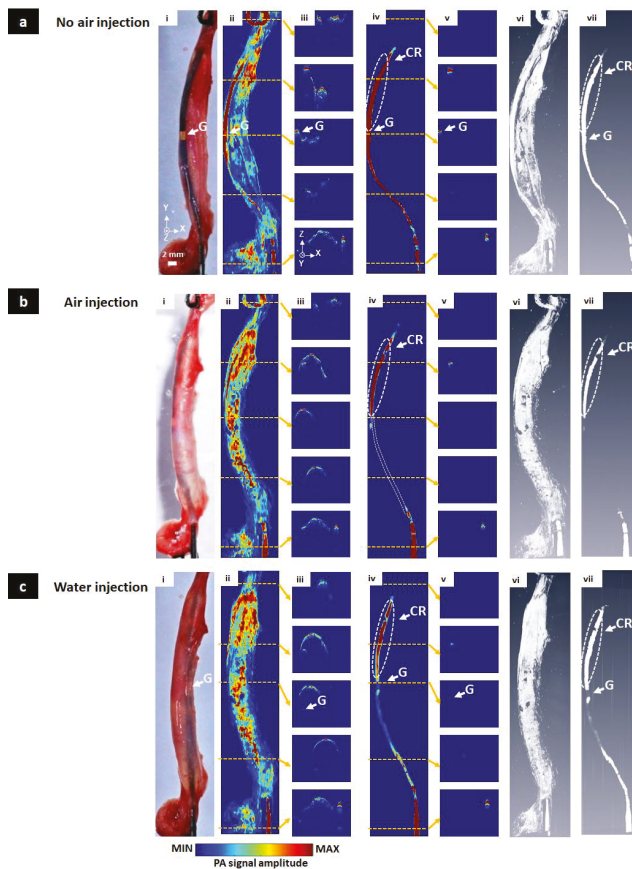 a No air injection
i ii iii iv v vi vii
CR CR
G G G G G G
Y Z X
2 mm
Z Y X
b Air injection
i ii iii iv v vi vii
CR CR
c Water injection
i ii iii iv v vi vii
CR CR
G G G G G
MIN MAX
PA signal amplitude